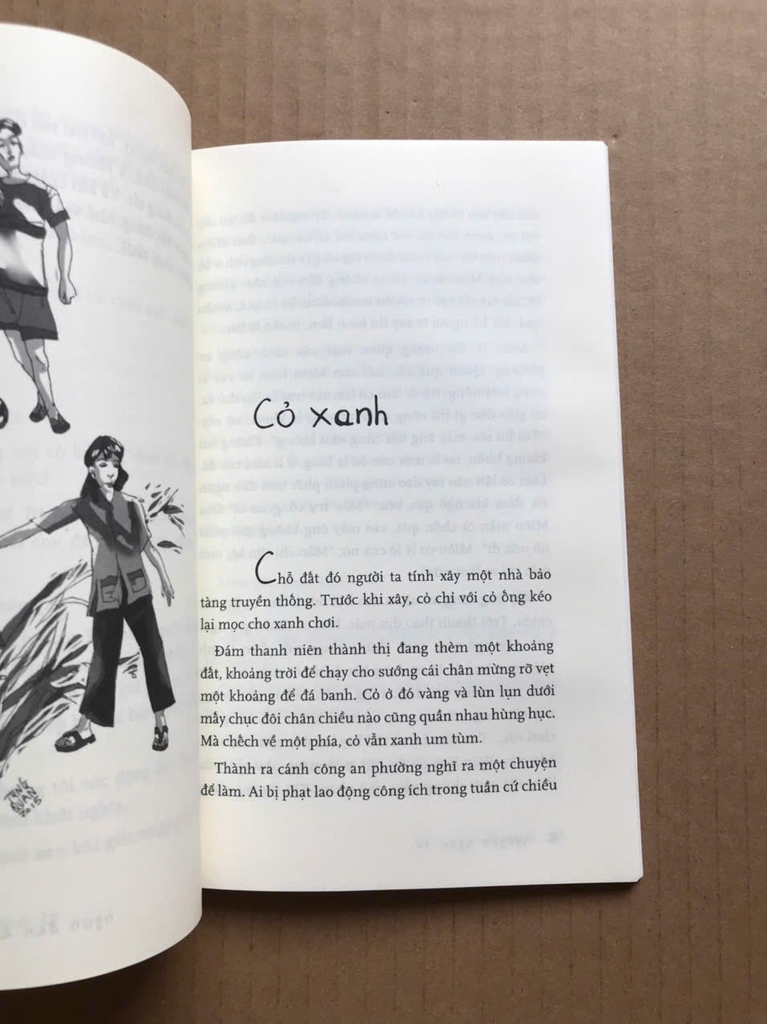 TÙNG
QUÂN
2015
Cỏ xanh
Chỗ đất đó người ta tính xây một nhà bảo
tàng truyền thống. Trước khi xây, cỏ chỉ với cỏ ống kéo
lại mọc cho xanh chơi.
Đám thanh niên thành thị đang thèm một khoảng
đất, khoảng trời để chạy cho sướng cái chân mừng rỡ vẹt
một khoảng để đá banh. Cỏ ở đó vàng và lùn lụn dưới
mấy chục đôi chân chiều nào cũng quần nhau hùng hục.
Mà chếch về một phía, cỏ vẫn xanh um tùm.
Thành ra cánh công an phường nghĩ ra một chuyện
để làm. Ai bị phạt lao động công ích trong tuần cứ chiều